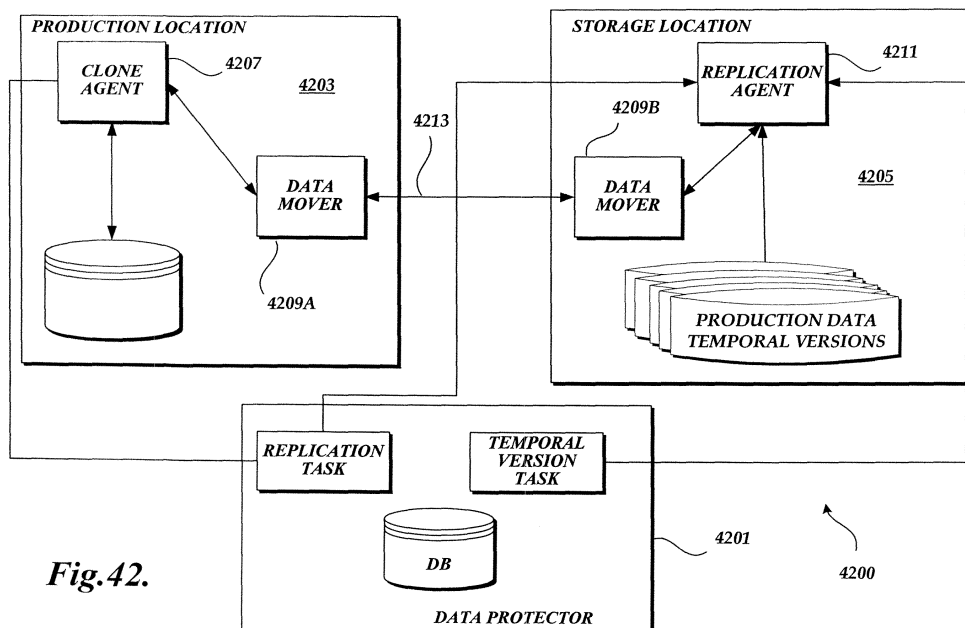 PRODUCTION LOCATION
CLONE
AGENT
4207
4203
DATA
MOVER
4209A
4213
STORAGE LOCATION
4211
REPLICATION
AGENT
4209B
DATA
MOVER
4205
PRODUCTION DATA
TEMPORAL VERSIONS
REPLICATION
TASK
TEMPORAL
VERSION
TASK
DB
DATA PROTECTOR
4201
4200
Fig.42.